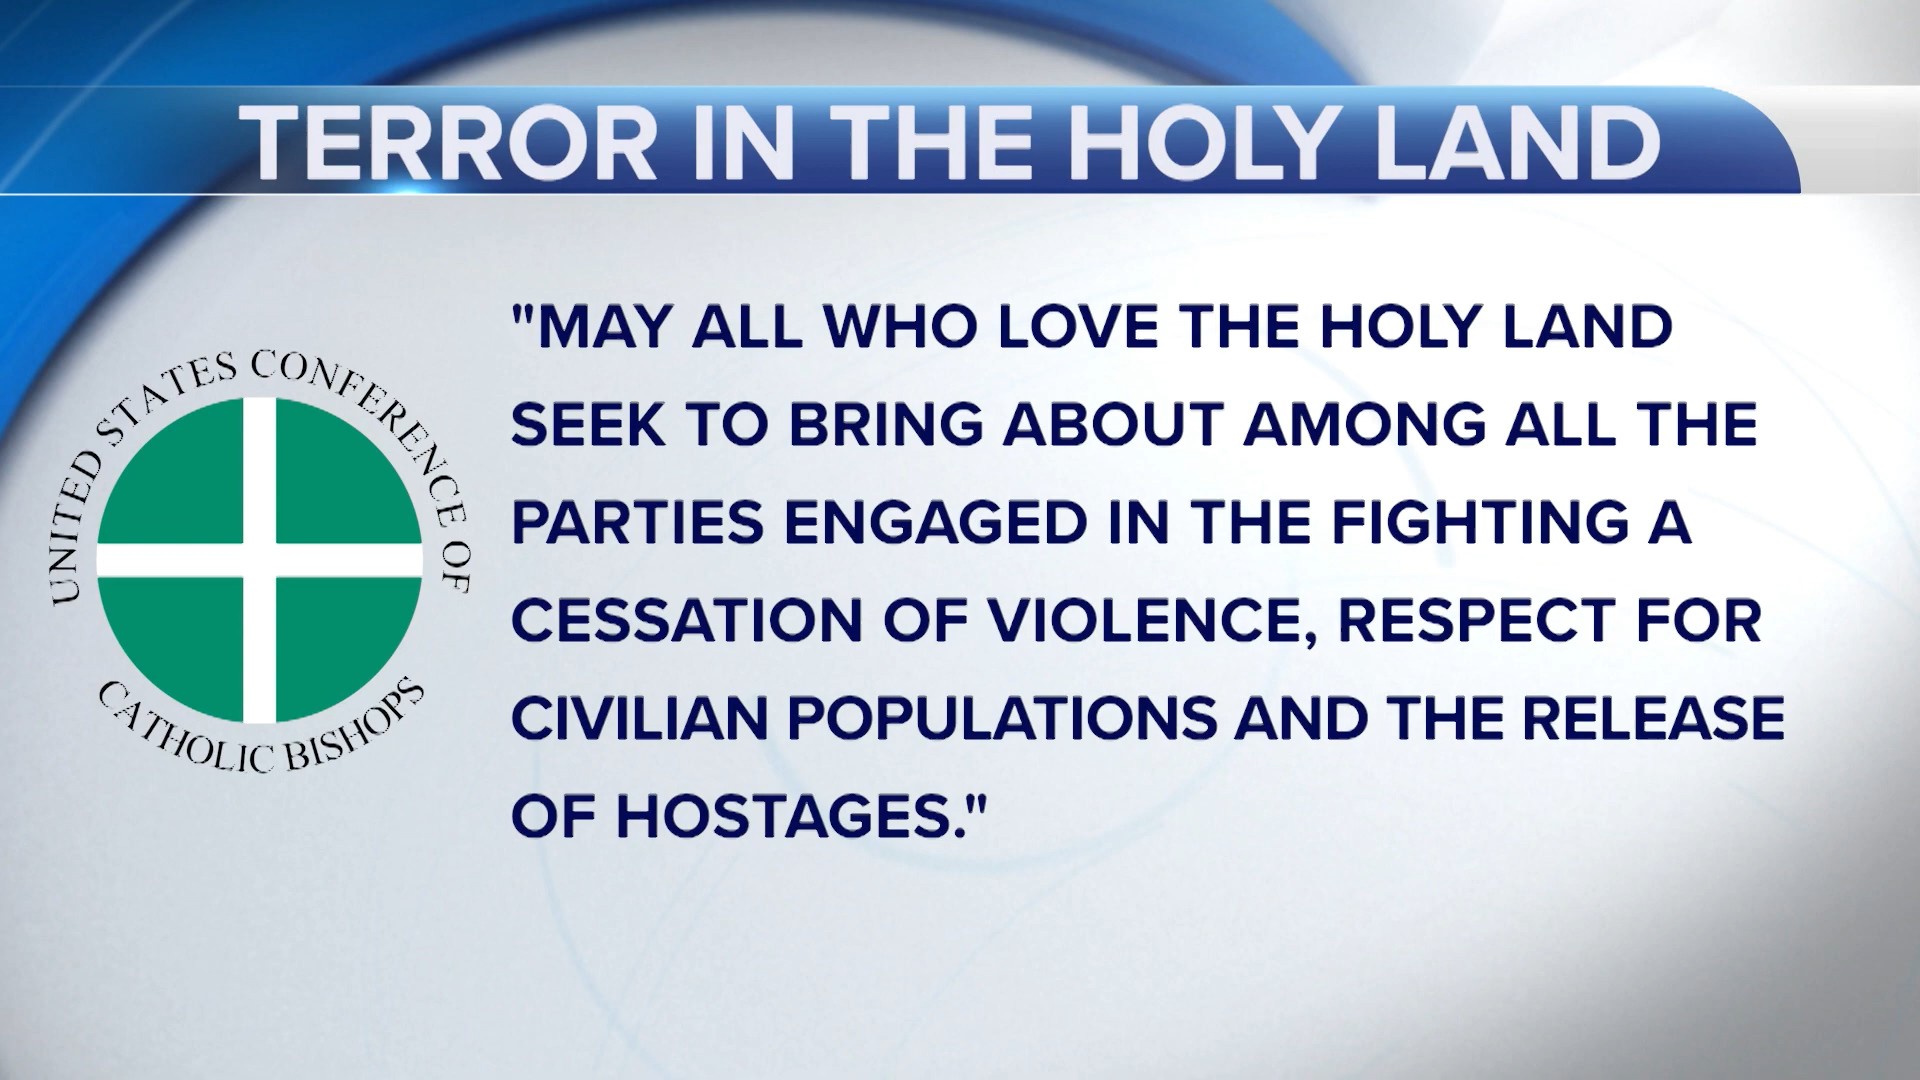 TERROR IN THE HOLY LAND
"MAY ALL WHO LOVE THE HOLY LAND
SEEK TO BRING ABOUT AMONG ALL THE
PARTIES ENGAGED IN THE FIGHTING A
CESSATION OF VIOLENCE, RESPECT FOR
CIVILIAN POPULATIONS AND THE RELEASE
OF HOSTAGES."
UNITED STATES CONFERENCE OF
CATHOLIC BISHOPS